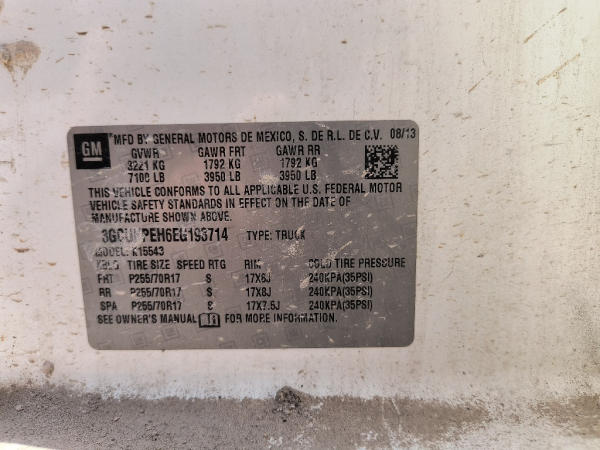 GM
MFD BY GENERAL MOTORS DE MEXICO, S. DE R.L. DE C.V. 08/13
GVWR GAWR FRT GAWR RR
3221 KG 1792 KG 1792 KG
7100 LB 3950 LB 3950 LB
THIS VEHICLE CONFORMS TO ALL APPLICABLE U.S. FEDERAL MOTOR
VEHICLE SAFETY STANDARDS IN EFFECT ON THE DATE OF
MANUFACTURE SHOWN ABOVE.
TYPE: TRUCK
MODEL: K15543
TIRE SIZE SPEED RTG RIM COLD TIRE PRESSURE
FRT P255/70R17 S 17X8J 240KPA(35PSI)
RR P255/70R17 S 17X8J 240KPA(35PSI)
SPA P255/70R17 S 17X7.5J 240KPA(35PSI)
SEE OWNER'S MANUAL FOR MORE INFORMATION.